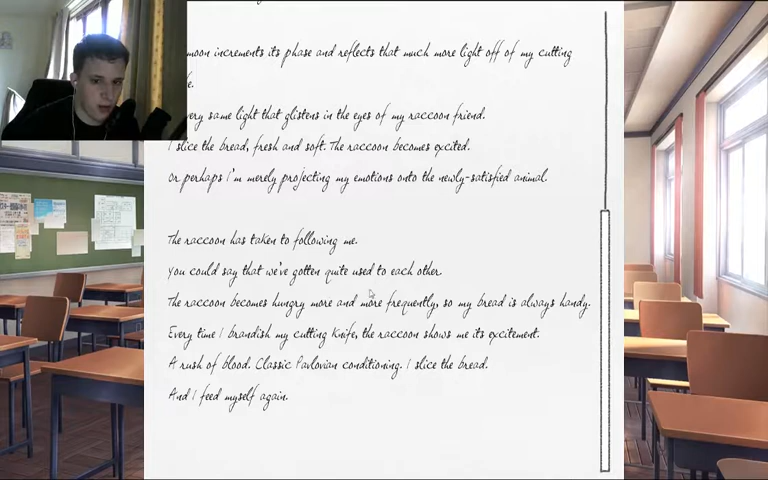 moon increments its phase and reflects that much more light off of my cutting
e.
very same light that glistens in the eyes of my raccoon friend.
I slice the bread, fresh and soft. The raccoon becomes excited.
Or perhaps I'm merely projecting my emotions onto the newly-satisfied animal.
The raccoon has taken to following me.
You could say that we've gotten quite used to each other.
The raccoon becomes hungry more and more frequently, so my bread is always handy.
Every time I brandish my cutting knife, the raccoon shows me its excitement.
A rush of blood. Classic Pavlovian conditioning. I slice the bread.
And I feed myself again.